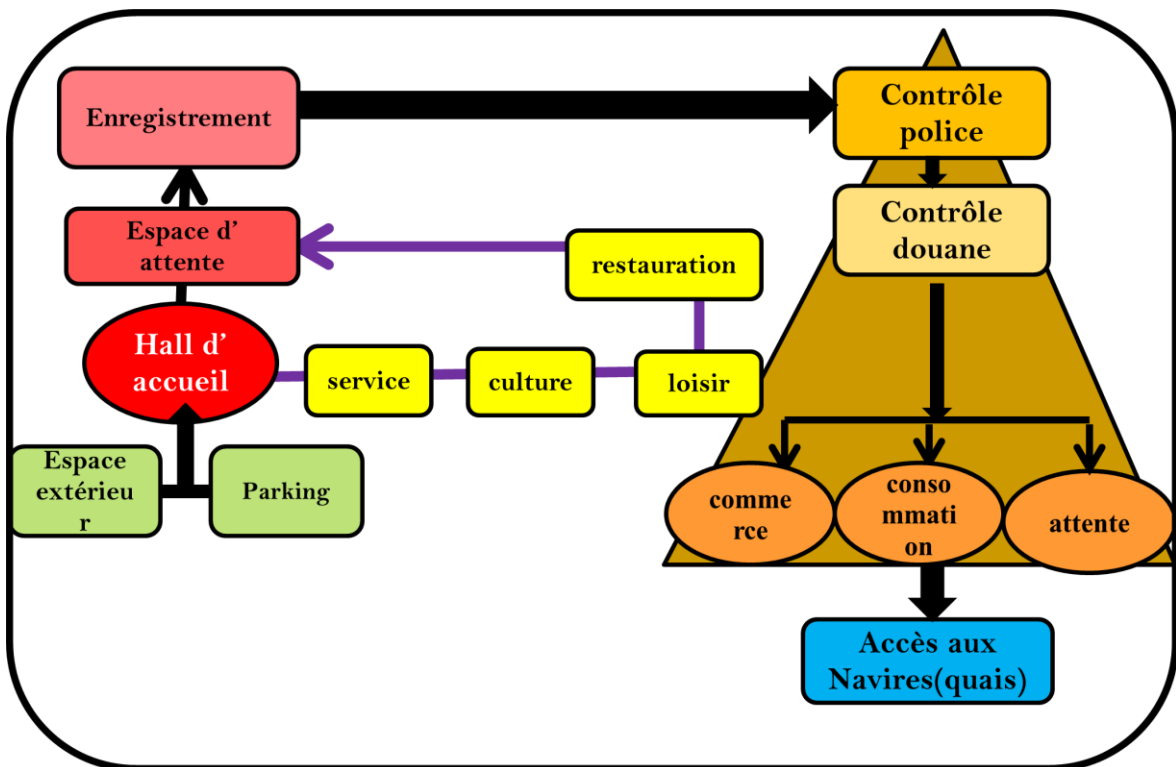 Enregistrement
Contrôle
police
Espace d’
attente
Contrôle
douane
restauration
Hall d’
accueil
service
culture
loisir
Espace
extérieu
r
Parking
comme
rce
conso
mmati
on
attente
Accès aux
Navires(quais)